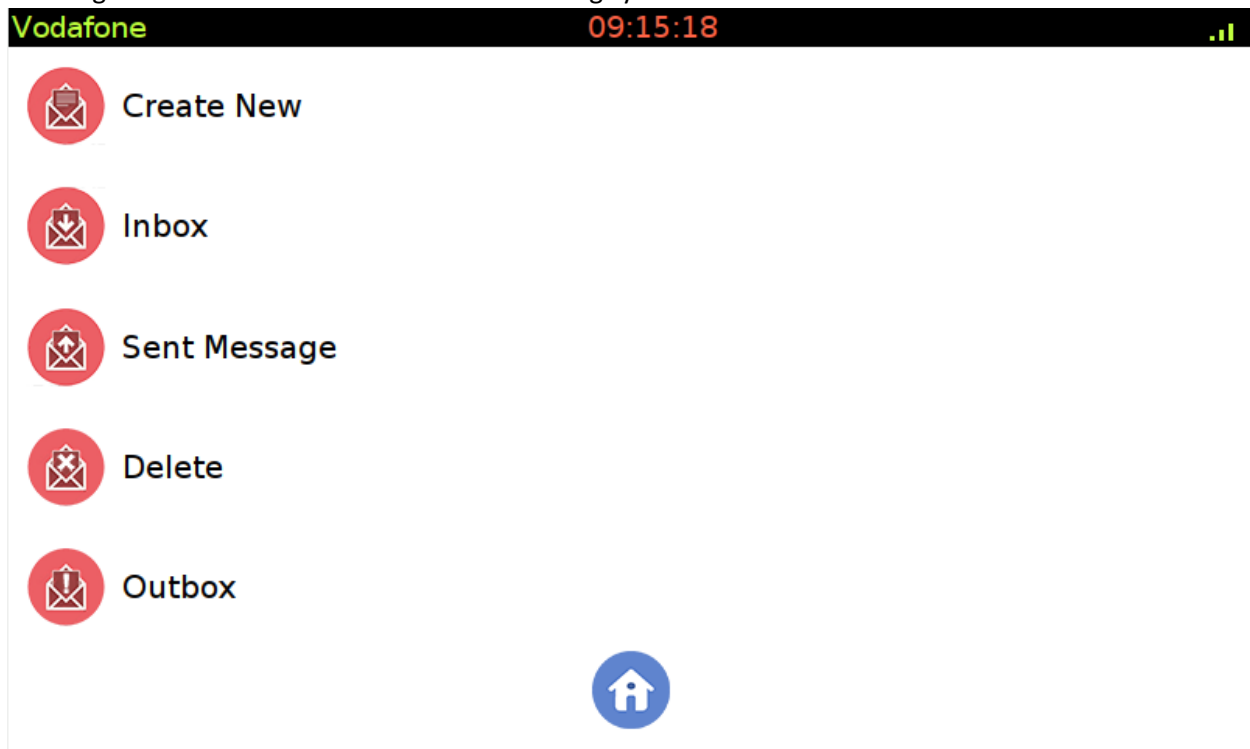 Vodafone 09:15:18
Create New
Inbox
Sent Message
Delete
Outbox